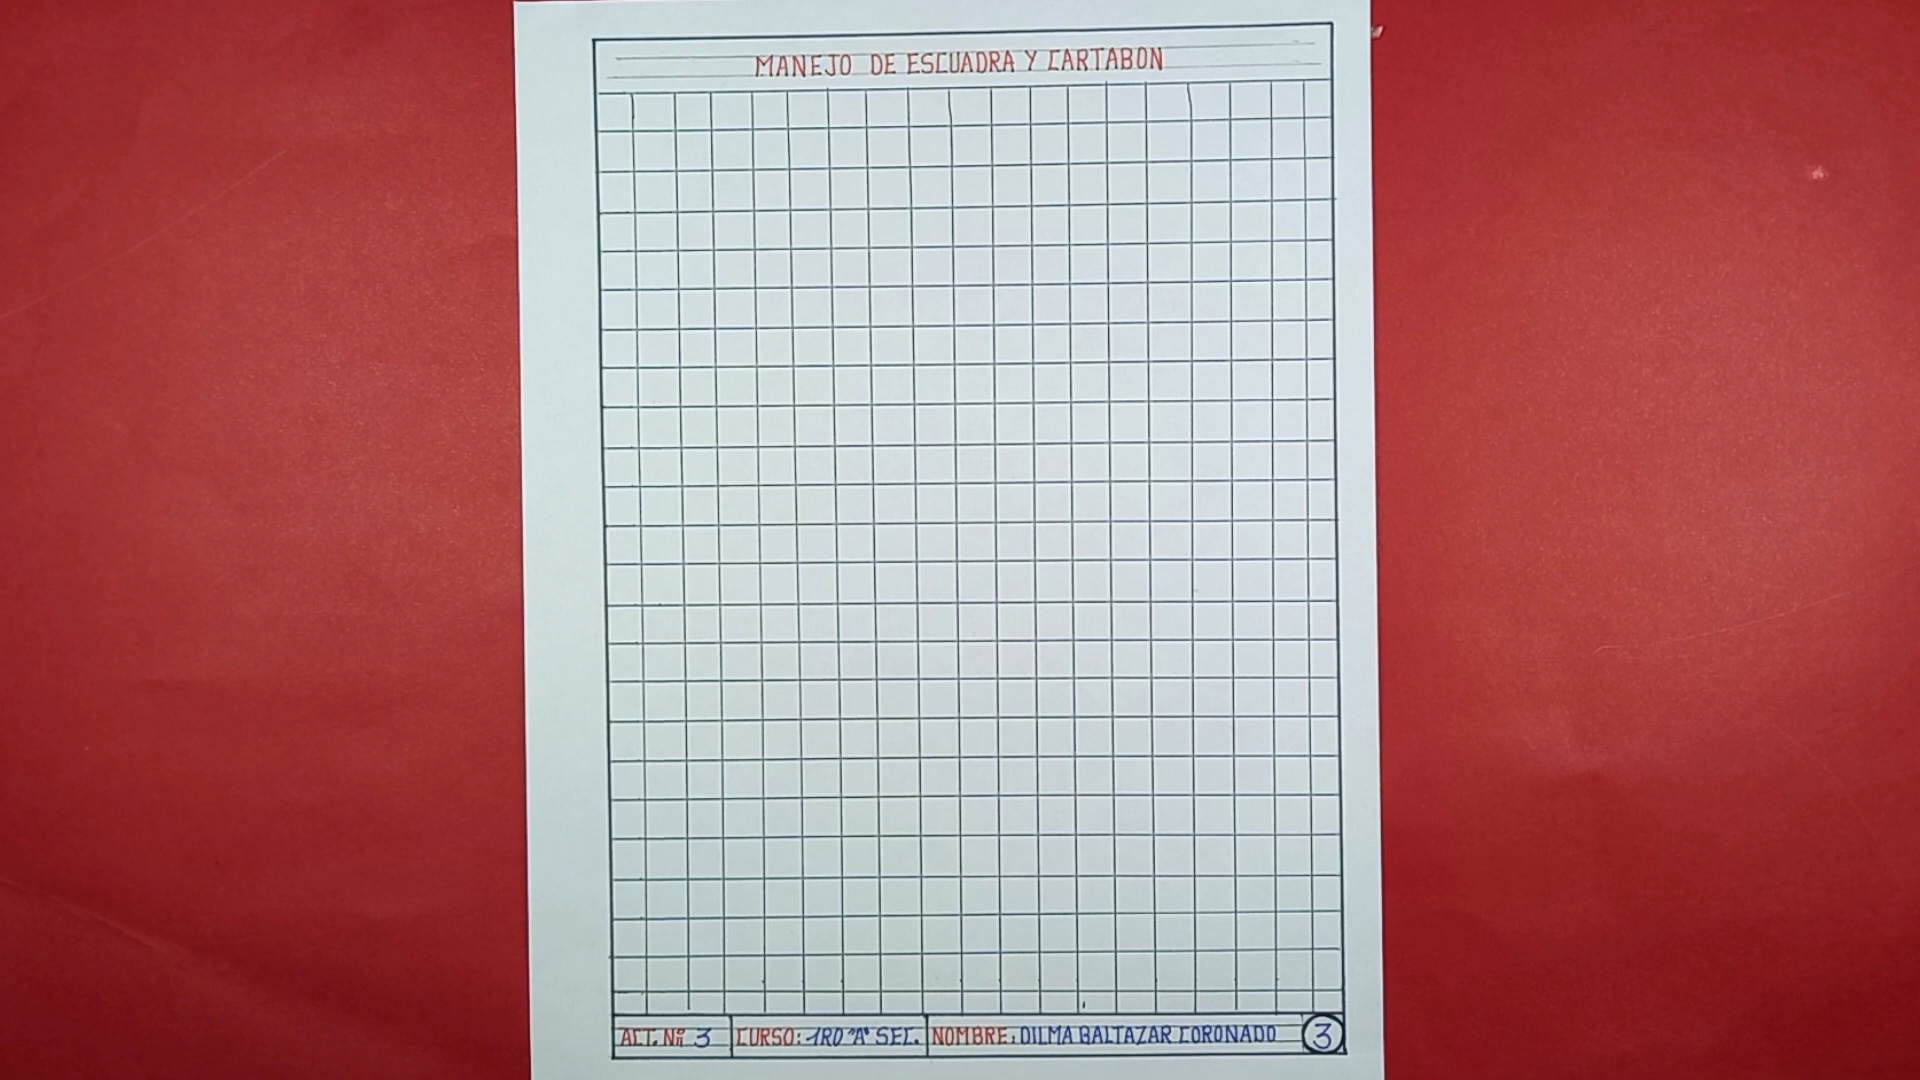 MANEJO DE ESCUADRA Y CARTABON
ACT. Nº 3 CURSO: 1RO "A" SEC. NOMBRE: DILMA BALTAZAR CORONADO 3